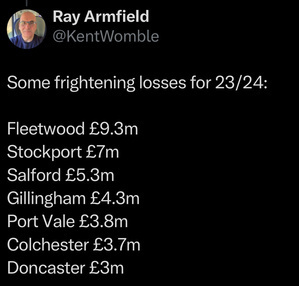 Ray Armfield
@KentWomble
Some frightening losses for 23/24:
Fleetwood £9.3m
Stockport £7m
Salford £5.3m
Gillingham £4.3m
Port Vale £3.8m
Colchester £3.7m
Doncaster £3m